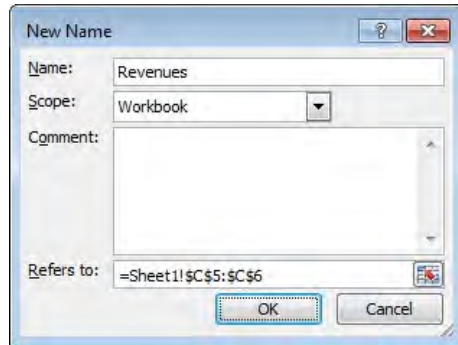 New Name
Name: Revenues
Scope: Workbook
Comment:
Refers to: =Sheet1!$C$5:$C$6
OK Cancel